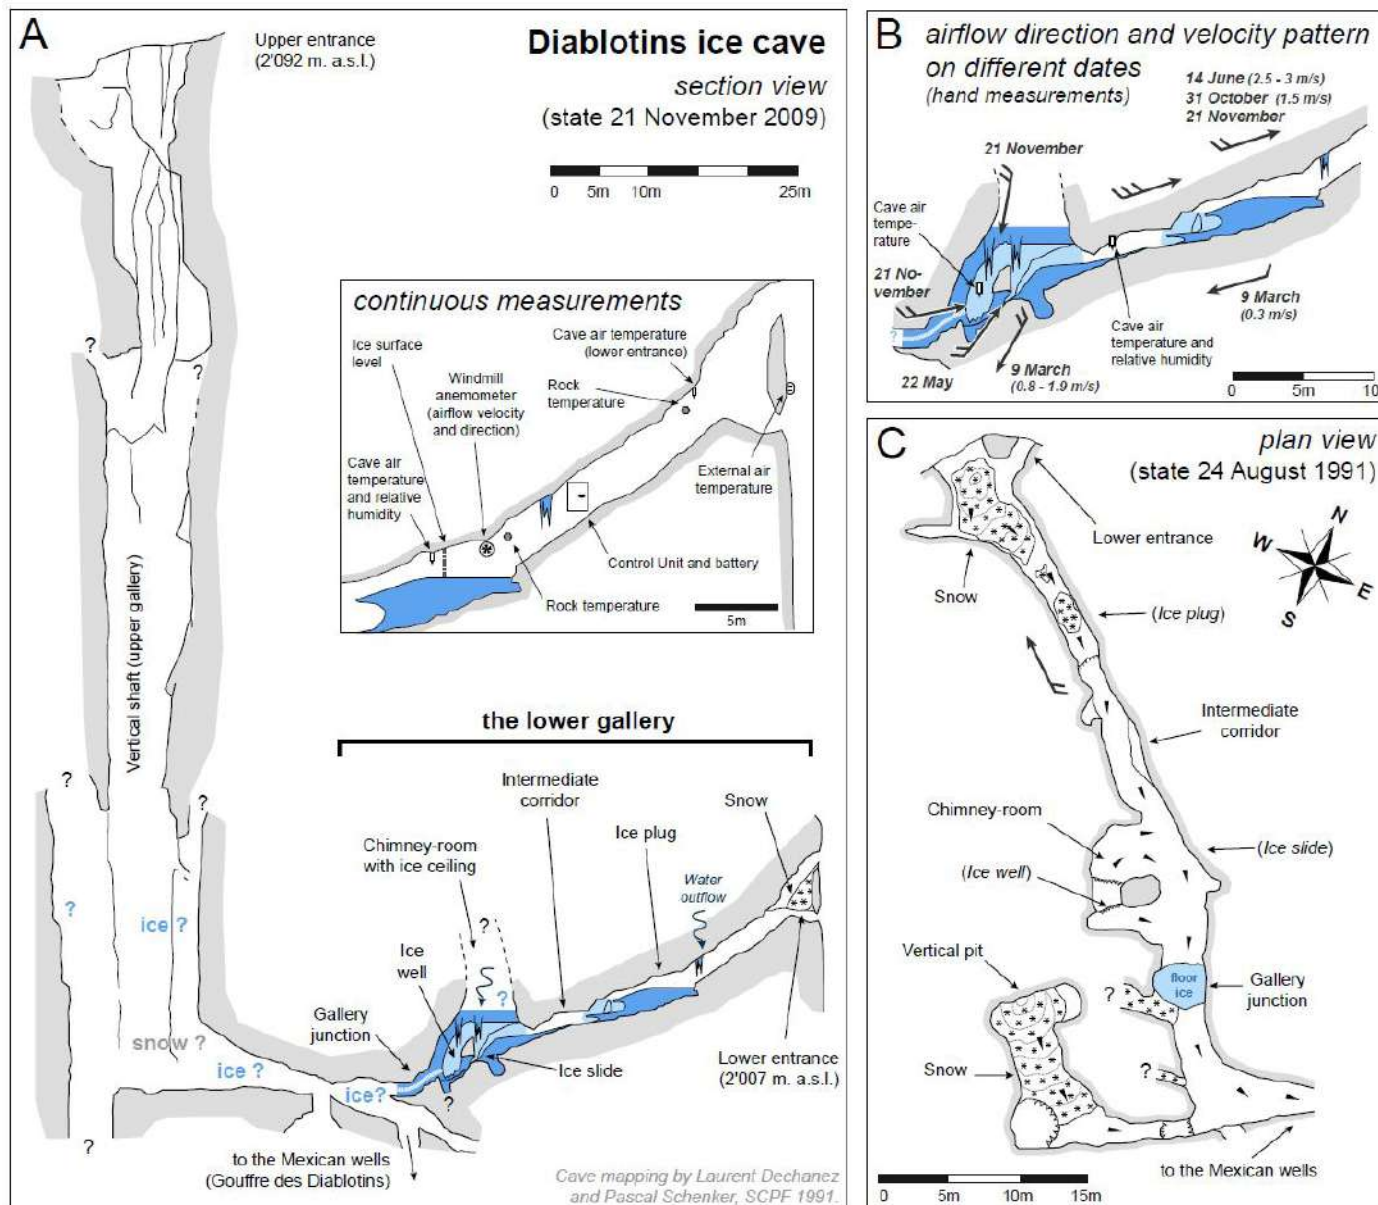 A
Upper entrance
(2'092 m. a.s.l.)
Diablotins ice cave
section view
(state 21 November 2009)
0 5m 10m 25m
continuous measurements
Ice surface
level
Cave air temperature
(lower entrance)
Windmill
anemometer
(airflow velocity
and direction)
Rock
temperature
Cave air
temperature
and relative
humidity
External air
temperature
Control Unit and battery
Rock temperature
5m
?
?
Vertical shaft (upper gallery)
?
?
the lower gallery
Intermediate
corridor
Snow
Chimney-room
with ice ceiling
Ice plug
Water
outflow
?
ice ?
?
Ice
well
?
Gallery
junction
snow ?
ice ?
ice?
?
Ice slide
Lower entrance
(2'007 m. a.s.l.)
?
to the Mexican wells
(Gouffre des Diablotins)
Cave mapping by Laurent Dechanez
and Pascal Schenker, SCPF 1991.
B
airflow direction and velocity pattern
on different dates
(hand measurements)
14 June (2.5 - 3 m/s)
31 October (1.5 m/s)
21 November
21 November
Cave air
tempe-
rature
21 No-
vember
?
9 March
(0.3 m/s)
Cave air
temperature and
relative humidity
22 May
9 March
(0.8 - 1.9 m/s)
0 5m 10
C
plan view
(state 24 August 1991)
N
W
E
S
Lower entrance
Snow
(Ice plug)
Intermediate
corridor
Chimney-room
(Ice slide)
(Ice well)
Vertical pit
floor
ice
Gallery
junction
?
Snow
?
to the Mexican wells
0 5m 10m 15m